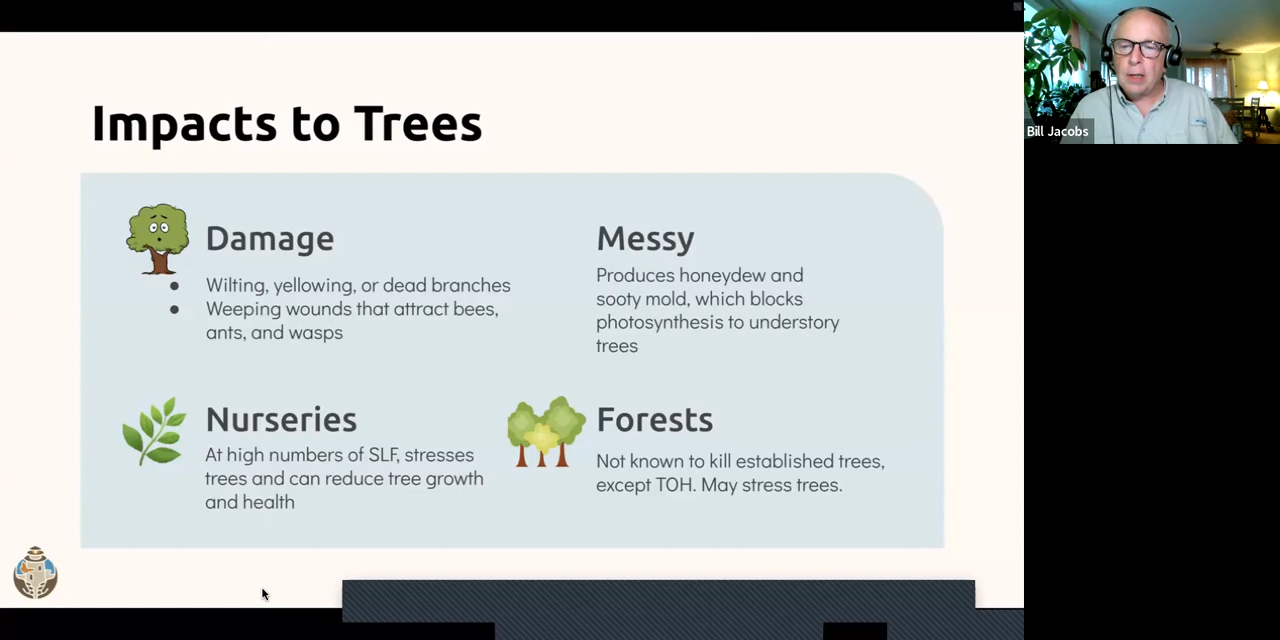 Impacts to Trees
Damage
Wilting, yellowing, or dead branches
Weeping wounds that attract bees,
ants, and wasps
Messy
Produces honeydew and
sooty mold, which blocks
photosynthesis to understory
trees
Nurseries
At high numbers of SLF, stresses
trees and can reduce tree growth
and health
Forests
Not known to kill established trees,
except TOH. May stress trees.
Bill Jacobs